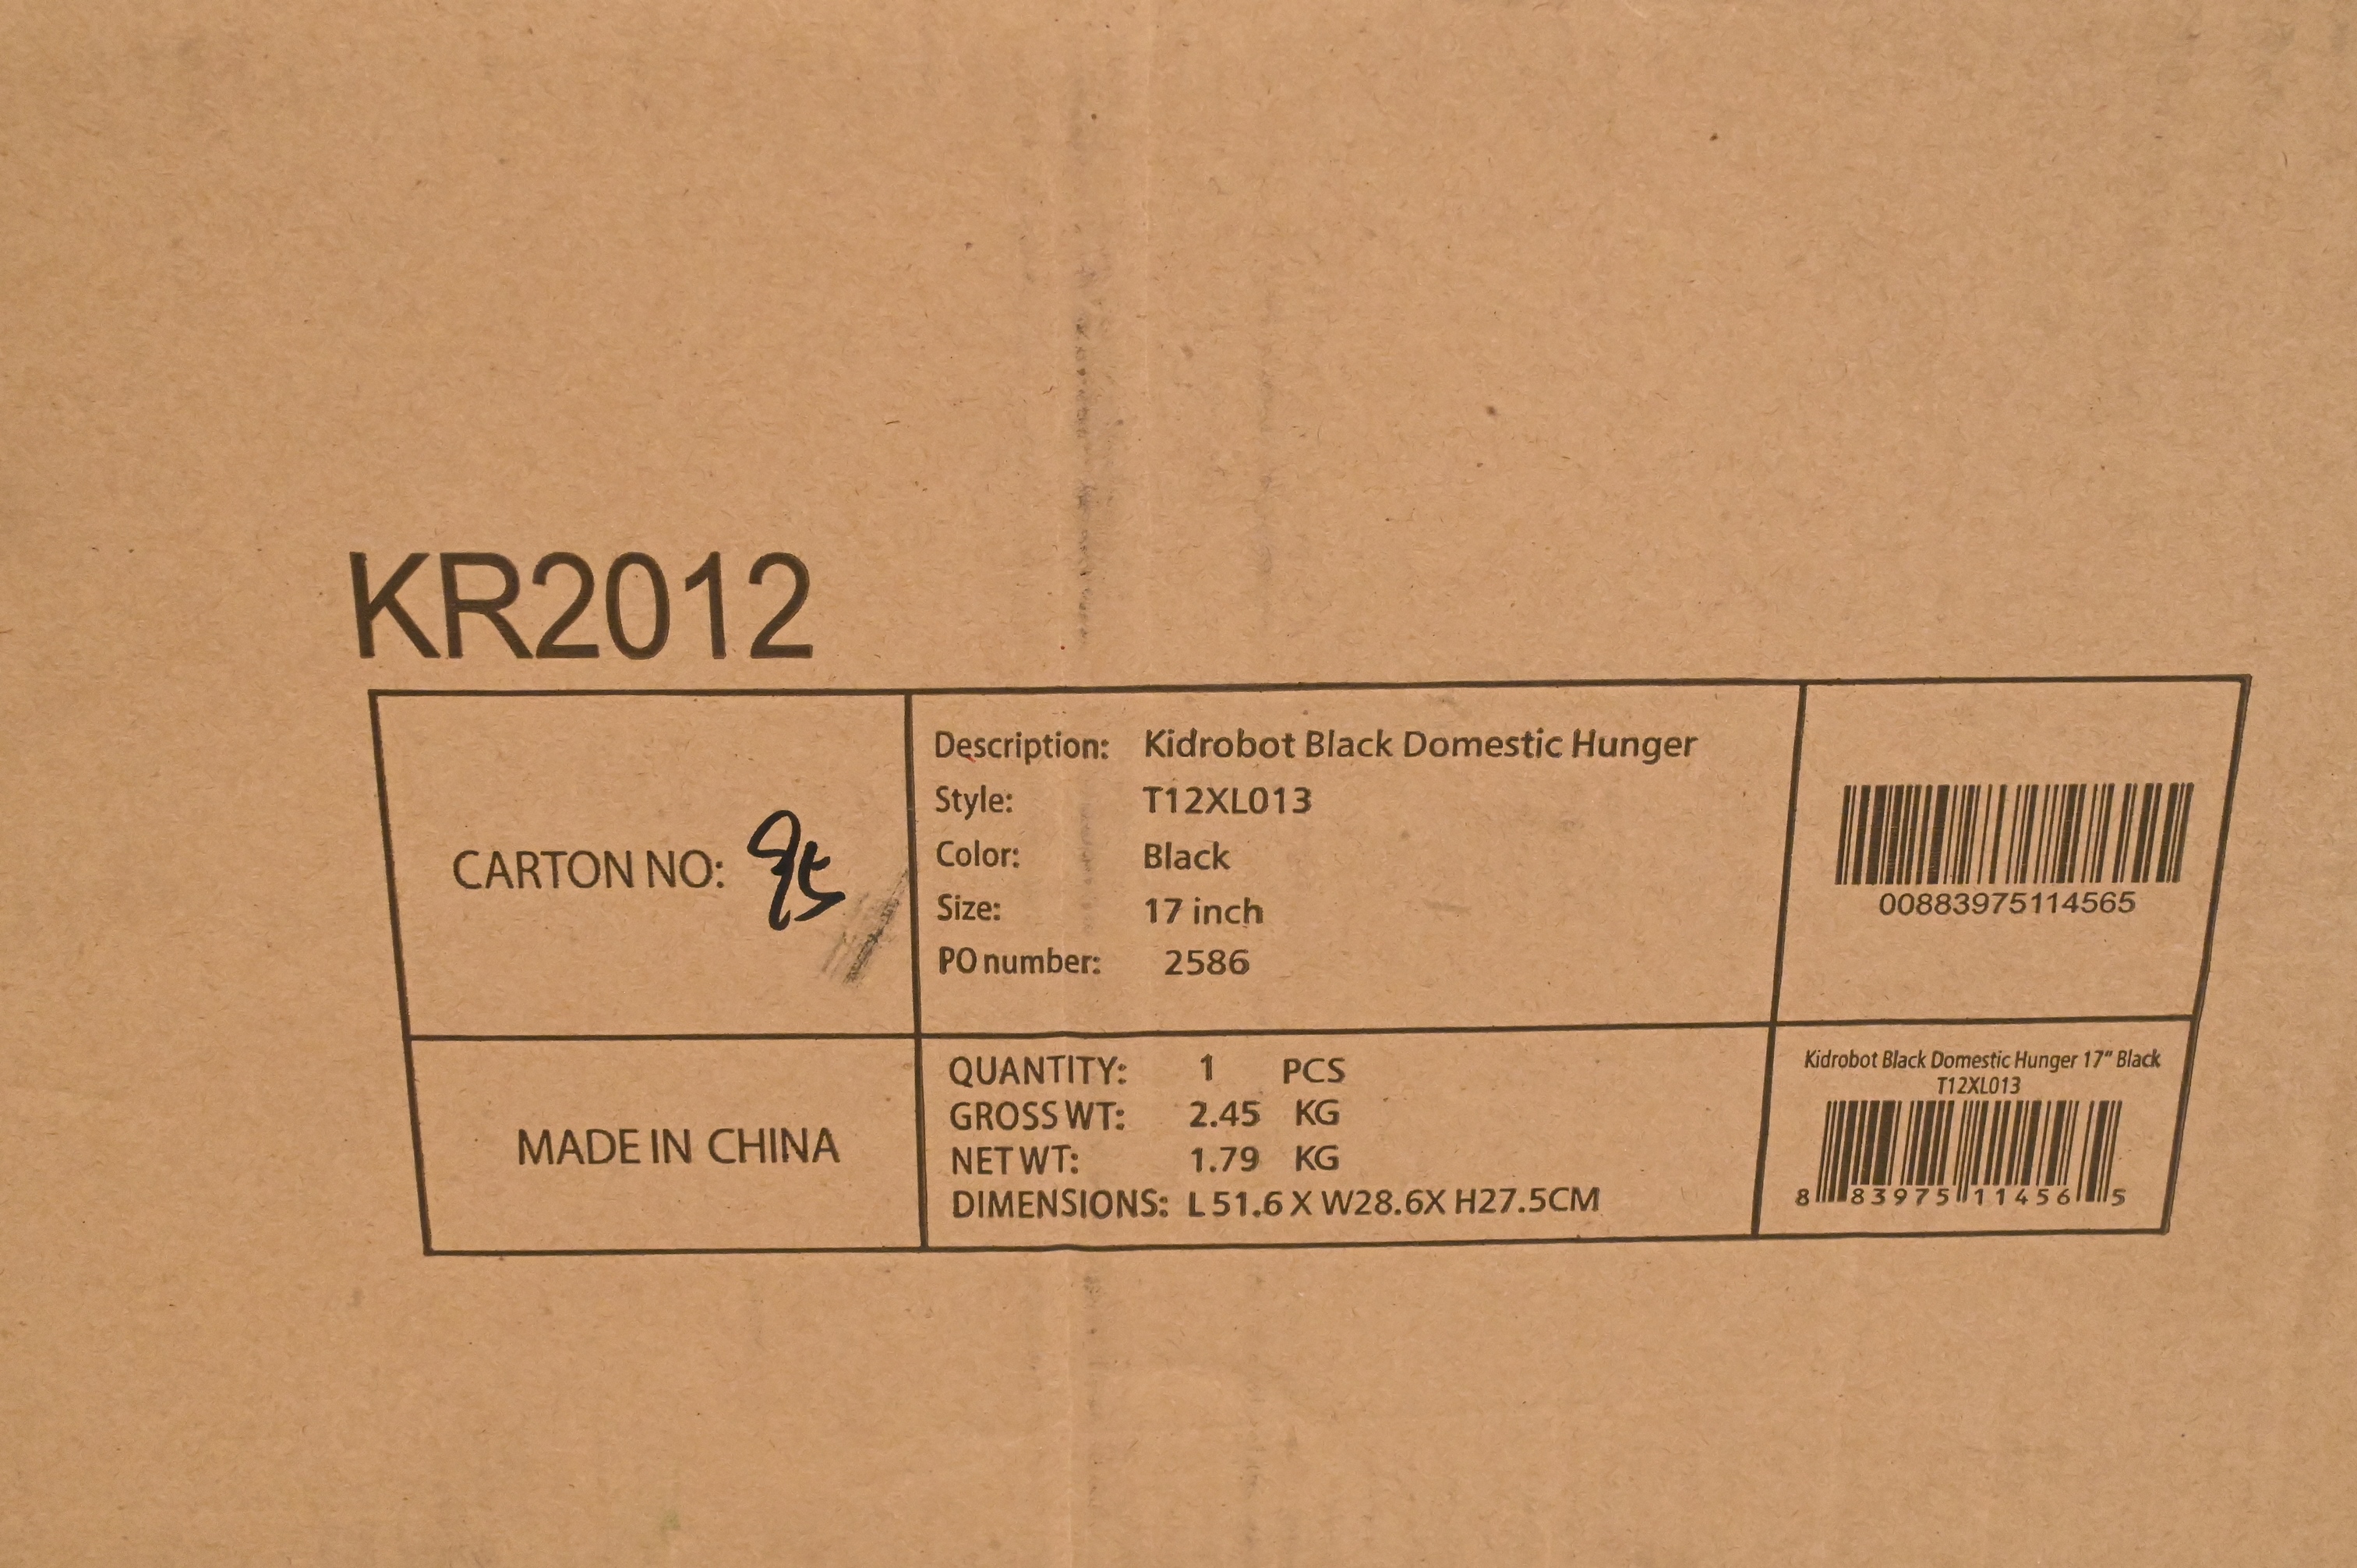 KR2012
CARTON NO: 95
Description: Kidrobot Black Domestic Hunger
Style: T12XL013
Color: Black
Size: 17 inch
PO number: 2586
00883975114565
MADE IN CHINA
QUANTITY: 1 PCS
GROSS WT: 2.45 KG
NET WT: 1.79 KG
DIMENSIONS: L 51.6 X W28.6X H27.5CM
Kidrobot Black Domestic Hunger 17" Black
T12XL013
8 83975 11456 5